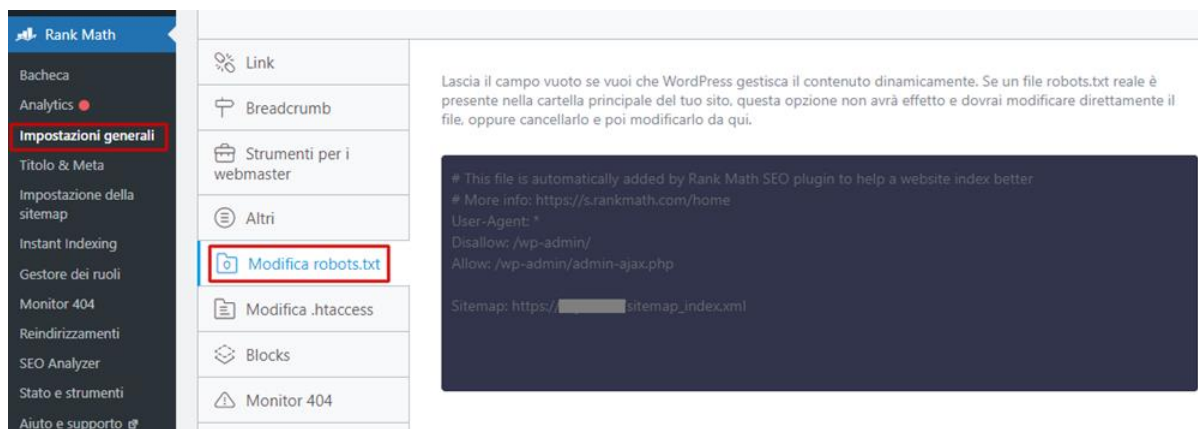 Rank Math
Bacheca
Analytics
Impostazioni generali
Titolo & Meta
Impostazione della
sitemap
Instant Indexing
Gestore dei ruoli
Monitor 404
Reindirizzamenti
SEO Analyzer
Stato e strumenti
Aiuto e supporto
Link
Breadcrumb
Strumenti per i
webmaster
Altri
Modifica robots.txt
Modifica .htaccess
Blocks
Monitor 404
Lascia il campo vuoto se vuoi che WordPress gestisca il contenuto dinamicamente. Se un file robots.txt reale è
presente nella cartella principale del tuo sito, questa opzione non avrà effetto e dovrai modificare direttamente il
file, oppure cancellarlo e poi modificarlo da qui.
# This file is automatically added by Rank Math SEO plugin to help a website index better
# More info: https://s.rankmath.com/home
User-Agent: *
Disallow: /wp-admin/
Allow: /wp-admin/admin-ajax.php
Sitemap: https:/ sitemap_index.xml